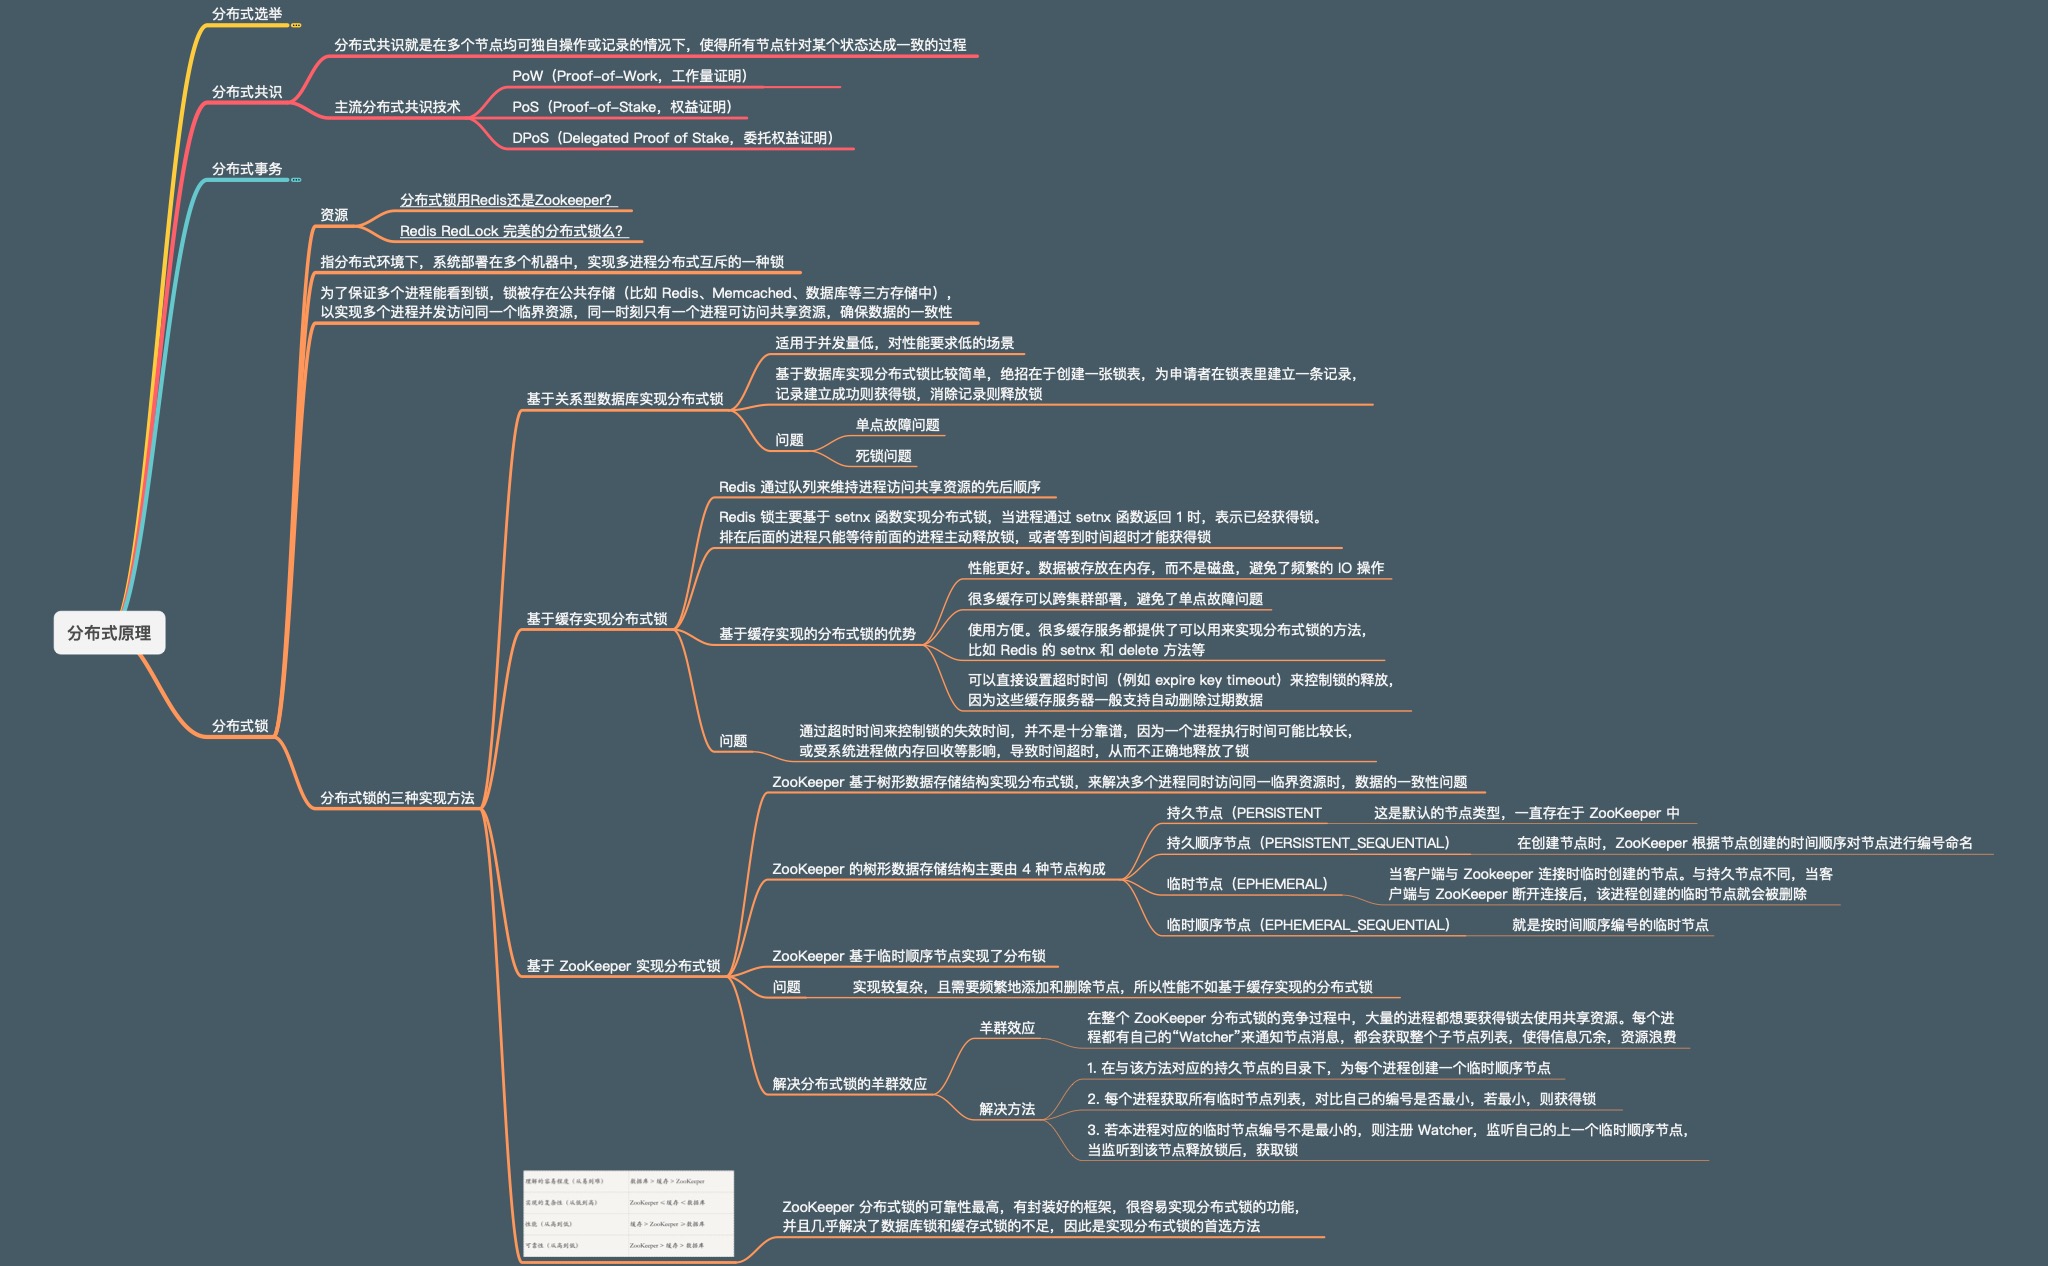 分布式原理
分布式选举
分布式共识
分布式共识就是在多个节点均可独自操作或记录的情况下，使得所有节点针对某个状态达成一致的过程
主流分布式共识技术
PoW（Proof-of-Work，工作量证明）
PoS（Proof-of-Stake，权益证明）
DPoS（Delegated Proof of Stake，委托权益证明）
分布式事务
分布式锁
资源
分布式锁用Redis还是Zookeeper？
Redis RedLock 完美的分布式锁么？
指分布式环境下，系统部署在多个机器中，实现多进程分布式互斥的一种锁
为了保证多个进程能看到锁，锁被存在公共存储（比如 Redis、Memcached、数据库等三方存储中），
以实现多个进程并发访问同一个临界资源，同一时刻只有一个进程可访问共享资源，确保数据的一致性
分布式锁的三种实现方法
基于关系型数据库实现分布式锁
适用于并发量低，对性能要求低的场景
基于数据库实现分布式锁比较简单，绝招在于创建一张锁表，为申请者在锁表里建立一条记录，
记录建立成功则获得锁，消除记录则释放锁
问题
单点故障问题
死锁问题
基于缓存实现分布式锁
Redis 通过队列来维持进程访问共享资源的先后顺序
Redis 锁主要基于 setnx 函数实现分布式锁，当进程通过 setnx 函数返回 1 时，表示已经获得锁。
排在后面的进程只能等待前面的进程主动释放锁，或者等到时间超时才能获得锁
基于缓存实现的分布式锁的优势
性能更好。数据被存放在内存，而不是磁盘，避免了频繁的 IO 操作
很多缓存可以跨集群部署，避免了单点故障问题
使用方便。很多缓存服务都提供了可以用来实现分布式锁的方法，
比如 Redis 的 setnx 和 delete 方法等
可以直接设置超时时间（例如 expire key timeout）来控制锁的释放，
因为这些缓存服务器一般支持自动删除过期数据
问题
通过超时时间来控制锁的失效时间，并不是十分靠谱，因为一个进程执行时间可能比较长，
或受系统进程做内存回收等影响，导致时间超时，从而不正确地释放了锁
基于 ZooKeeper 实现分布式锁
ZooKeeper 基于树形数据存储结构实现分布式锁，来解决多个进程同时访问同一临界资源时，数据的一致性问题
ZooKeeper 的树形数据存储结构主要由 4 种节点构成
持久节点（PERSISTENT
这是默认的节点类型，一直存在于 ZooKeeper 中
持久顺序节点（PERSISTENT_SEQUENTIAL）
在创建节点时，ZooKeeper 根据节点创建的时间顺序对节点进行编号命名
临时节点（EPHEMERAL）
当客户端与 Zookeeper 连接时临时创建的节点。与持久节点不同，当客
户端与 ZooKeeper 断开连接后，该进程创建的临时节点就会被删除
临时顺序节点（EPHEMERAL_SEQUENTIAL）
就是按时间顺序编号的临时节点
ZooKeeper 基于临时顺序节点实现了分布锁
问题
实现较复杂，且需要频繁地添加和删除节点，所以性能不如基于缓存实现的分布式锁
解决分布式锁的羊群效应
羊群效应
在整个 ZooKeeper 分布式锁的竞争过程中，大量的进程都想要获得锁去使用共享资源。每个进
程都有自己的“Watcher”来通知节点消息，都会获取整个子节点列表，使得信息冗余，资源浪费
解决方法
1. 在与该方法对应的持久节点的目录下，为每个进程创建一个临时顺序节点
2. 每个进程获取所有临时节点列表，对比自己的编号是否最小，若最小，则获得锁
3. 若本进程对应的临时节点编号不是最小的，则注册 Watcher，监听自己的上一个临时顺序节点，
当监听到该节点释放锁后，获取锁
理解的容易程度（从易到难） 数据库 > 缓存 > ZooKeeper
实现的复杂性（从低到高） ZooKeeper < 缓存 < 数据库
性能（从高到低） 缓存 > ZooKeeper > 数据库
可靠性（从高到低） ZooKeeper > 缓存 > 数据库
ZooKeeper 分布式锁的可靠性最高，有封装好的框架，很容易实现分布式锁的功能，
并且几乎解决了数据库锁和缓存式锁的不足，因此是实现分布式锁的首选方法